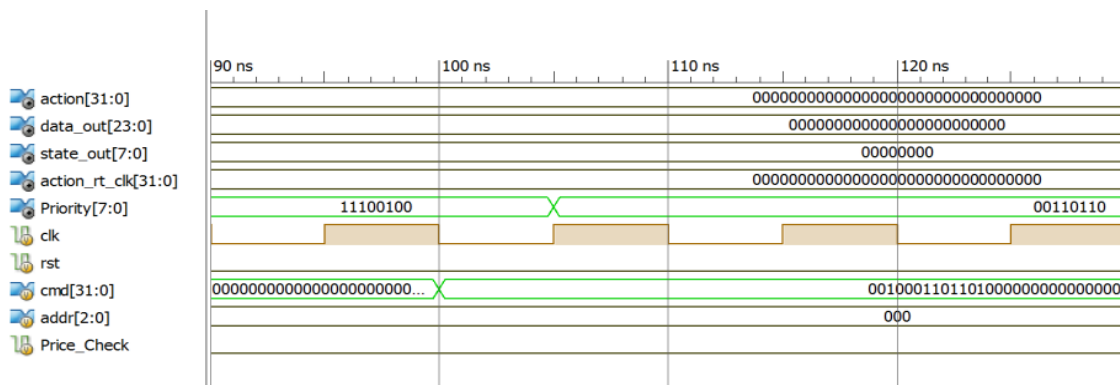 90 ns 100 ns 110 ns 120 ns
action[31:0] 00000000000000000000000000000000
data_out[23:0] 000000000000000000000000
state_out[7:0] 00000000
action_rt_clk[31:0] 00000000000000000000000000000000
Priority[7:0] 11100100 00110110
clk
rst
cmd[31:0] 0000000000000000000000... 0010001101101000000000000000
addr[2:0] 000
Price_Check